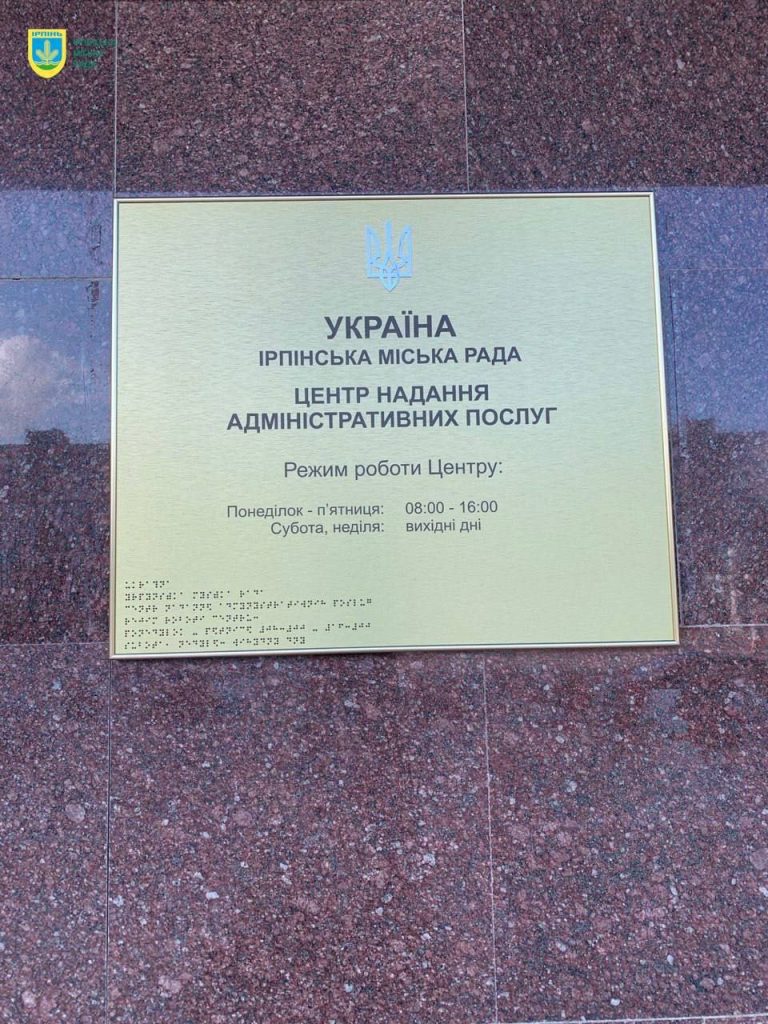 ІРПІНЬ
УКРАЇНА
ІРПІНСЬКА МІСЬКА РАДА
ЦЕНТР НАДАННЯ
АДМІНІСТРАТИВНИХ ПОСЛУГ
Режим роботи Центру:
Понеділок - п'ятниця: 08:00 - 16:00
Субота, неділя: вихідні дні